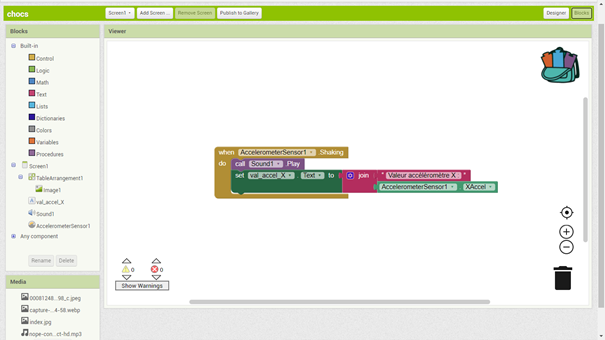 chocs
Screen1 Add Screen ... Remove Screen Publish to Gallery Designer Blocks
Blocks Viewer
Built-in
Control
Logic
Math
Text
Lists
Dictionaries
Colors
Variables
Procedures
Screen1
TableArrangement1
Image1
val_accel_X
Sound1
AccelerometerSensor1
Any component
Rename Delete
Media
00081248...98_c.jpeg
capture-...4-58.webp
index.jpg
nope-con...ct-hd.mp3
when AccelerometerSensor1 .Shaking
do call Sound1 .Play
set val_accel_X . Text to join " Valeur accéléromètre X "
AccelerometerSensor1 . XAccel
0 0
Show Warnings